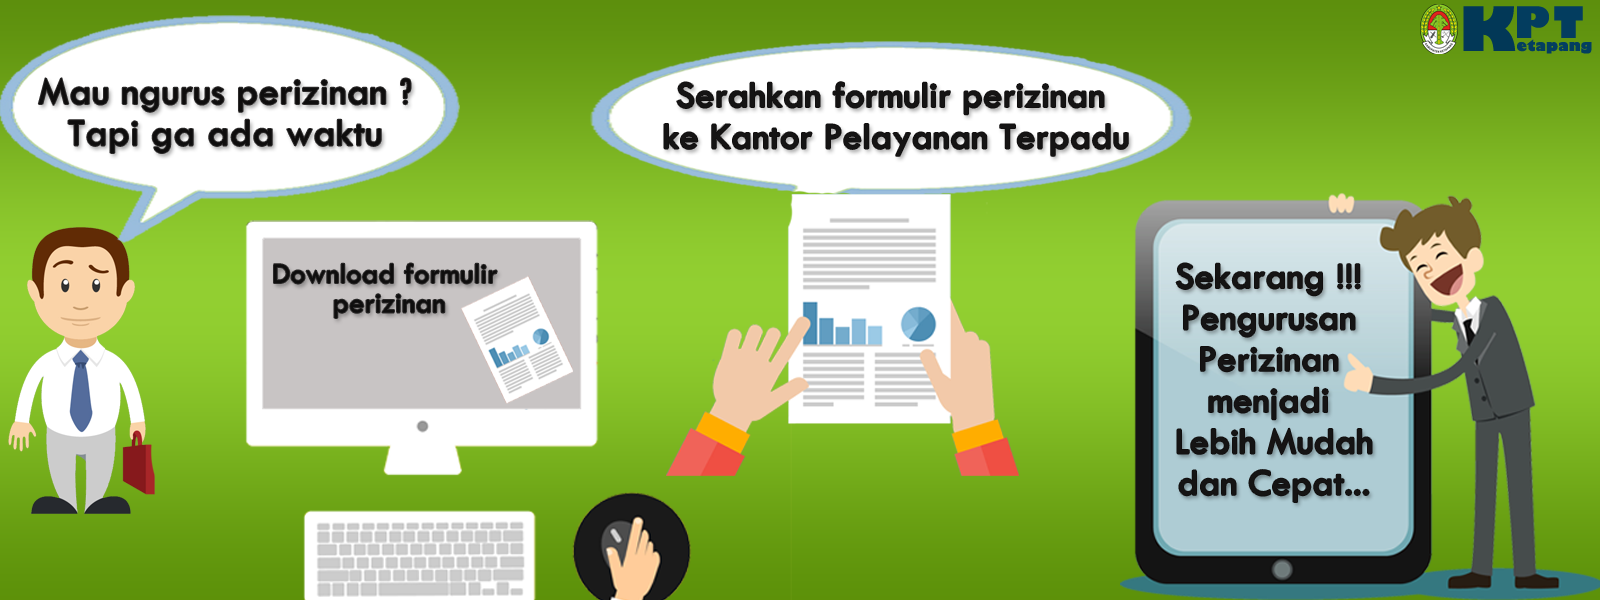 Mau ngurus perizinan ?
Tapi ga ada waktu
Download formulir
perizinan
Serahkan formulir perizinan
ke Kantor Pelayanan Terpadu
Sekarang !!!
Pengurusan
Perizinan
menjadi
Lebih Mudah
dan Cepat...
KPT
etapang